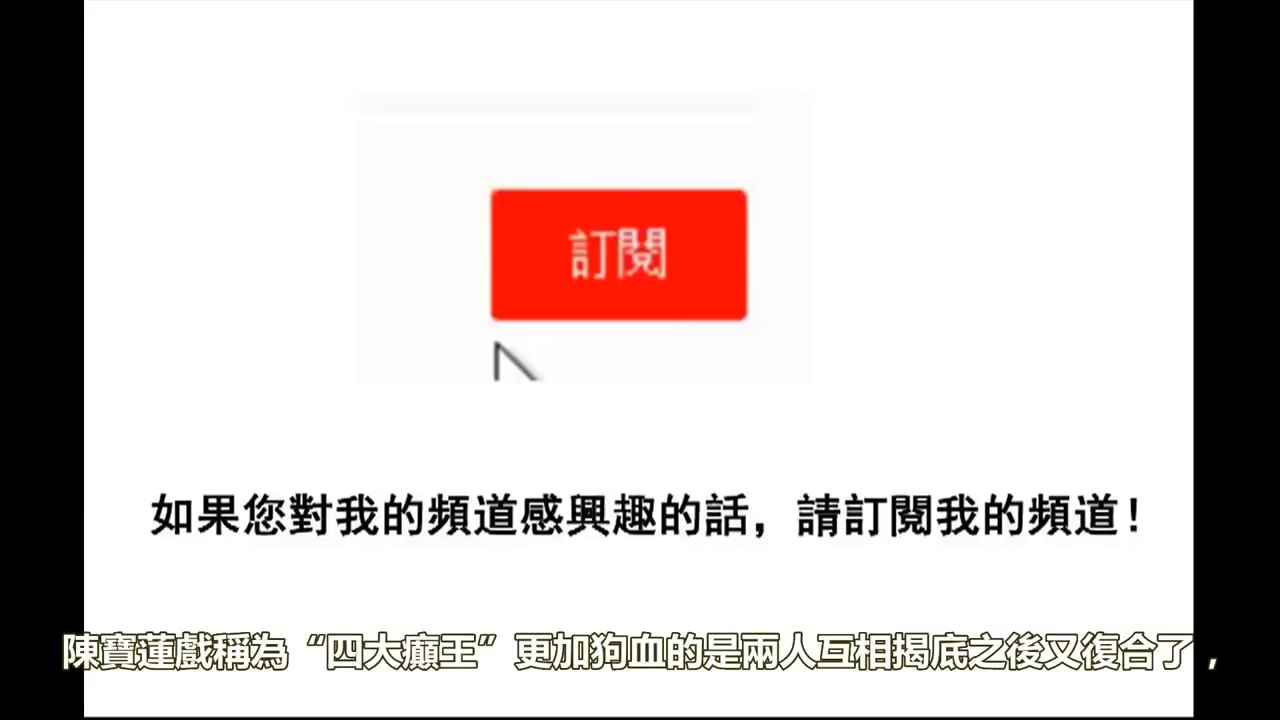 訂閱
如果您對我的頻道感興趣的話，請訂閱我的頻道！
陳寶蓮戲稱為“四大癲王”更加狗血的是兩人互相揭底之後又復合了，